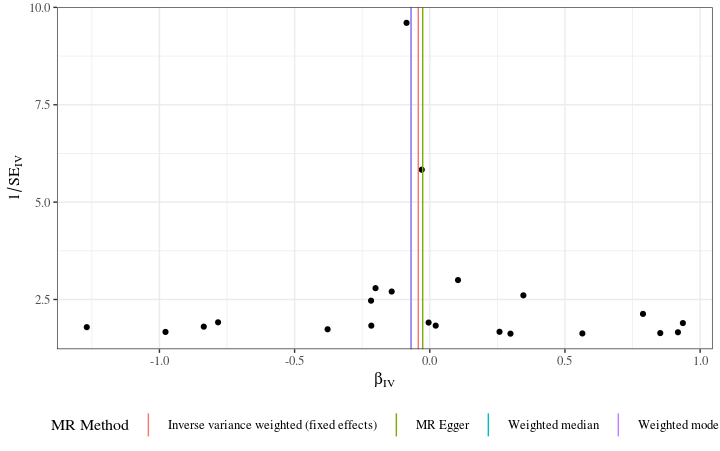 10.0
7.5
5.0
2.5
1/SE_IV
-1.0 -0.5 0.0 0.5 1.0
β_IV
MR Method Inverse variance weighted (fixed effects) MR Egger Weighted median Weighted mode